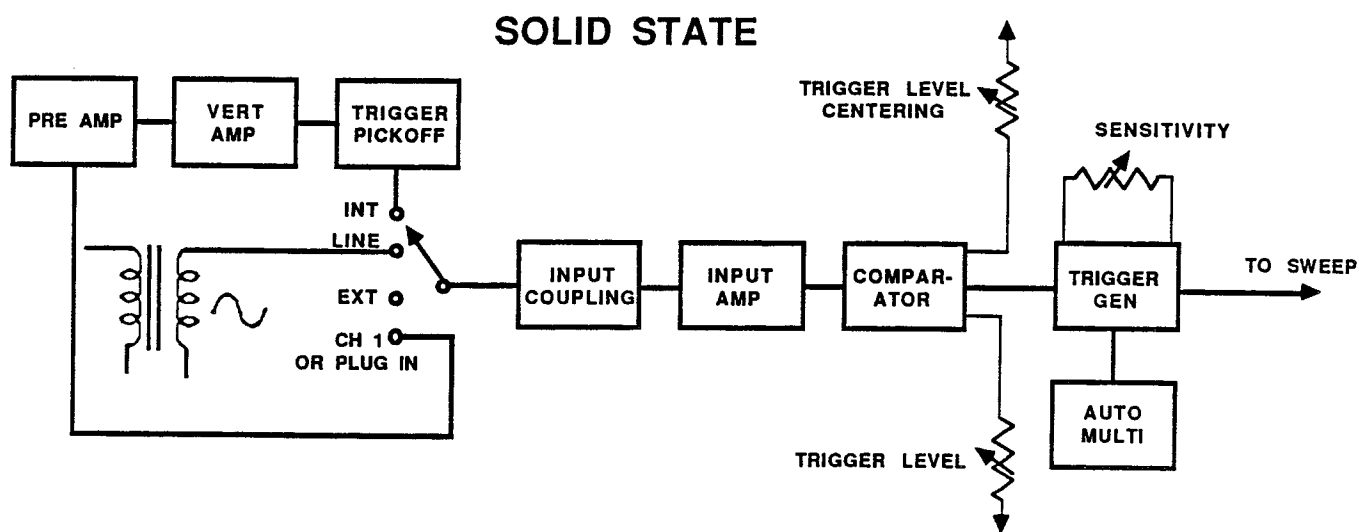 SOLID STATE
PRE AMP
VERT
AMP
TRIGGER
PICKOFF
TRIGGER LEVEL
CENTERING
SENSITIVITY
INT
LINE
EXT
CH 1
OR PLUG IN
INPUT
COUPLING
INPUT
AMP
COMPAR-
ATOR
TRIGGER
GEN
TO SWEEP
AUTO
MULTI
TRIGGER LEVEL